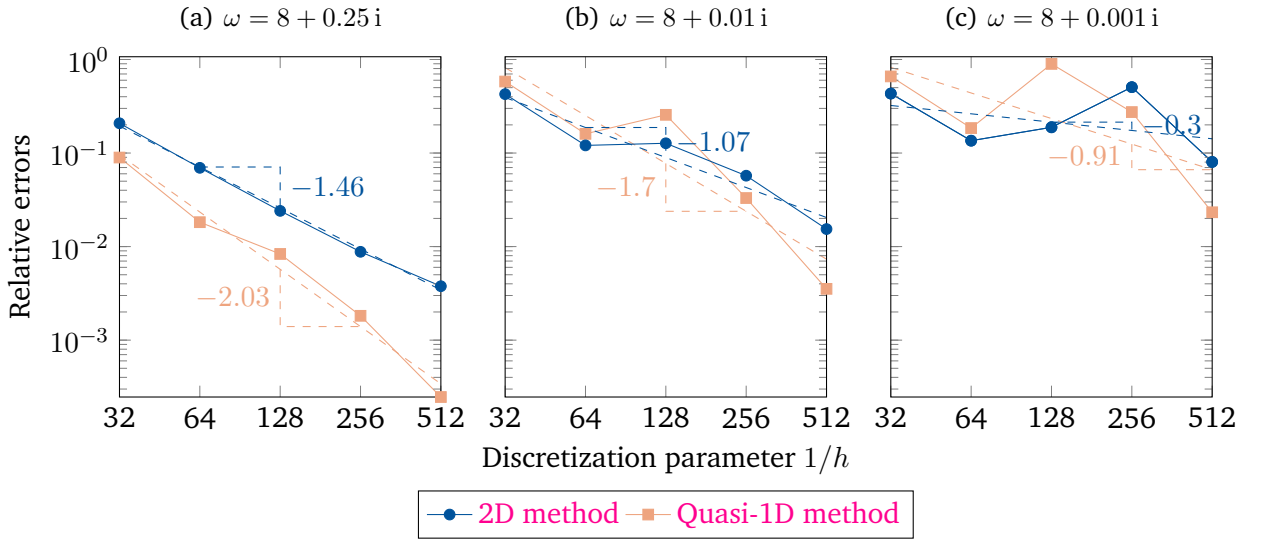 (a) ω = 8 + 0.25 i
(b) ω = 8 + 0.01 i
(c) ω = 8 + 0.001 i
Relative errors
10^0
10^−1
10^−2
10^−3
−1.46
−2.03
32 64 128 256 512
−1.07
−1.7
32 64 128 256 512
−0.3
−0.91
32 64 128 256 512
Discretization parameter 1/h
2D method Quasi-1D method